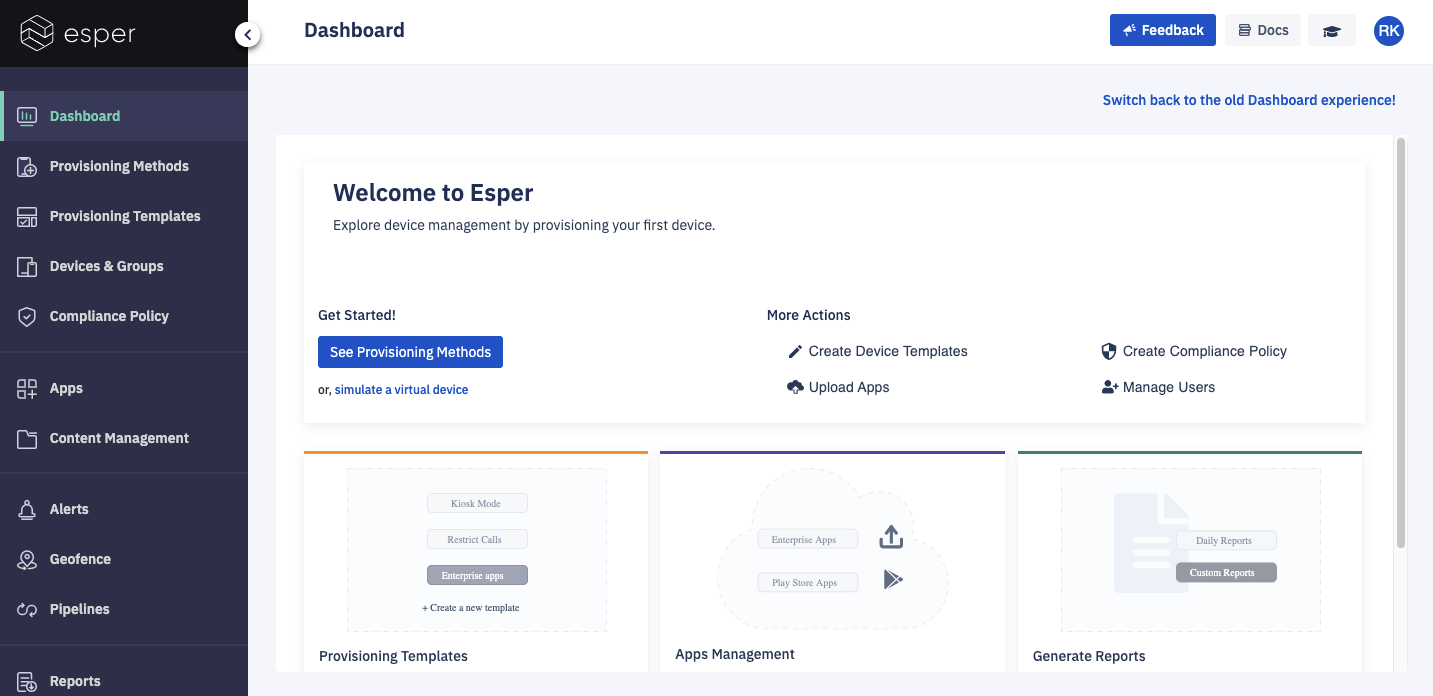 esper
Dashboard
Feedback
Docs
RK
Switch back to the old Dashboard experience!
Dashboard
Provisioning Methods
Provisioning Templates
Devices & Groups
Compliance Policy
Apps
Content Management
Alerts
Geofence
Pipelines
Reports
Welcome to Esper
Explore device management by provisioning your first device.
Get Started!
See Provisioning Methods
or, simulate a virtual device
More Actions
Create Device Templates
Create Compliance Policy
Upload Apps
Manage Users
Kiosk Mode
Restrict Calls
Enterprise apps
+ Create a new template
Provisioning Templates
Enterprise Apps
Play Store Apps
Apps Management
Daily Reports
Custom Reports
Generate Reports